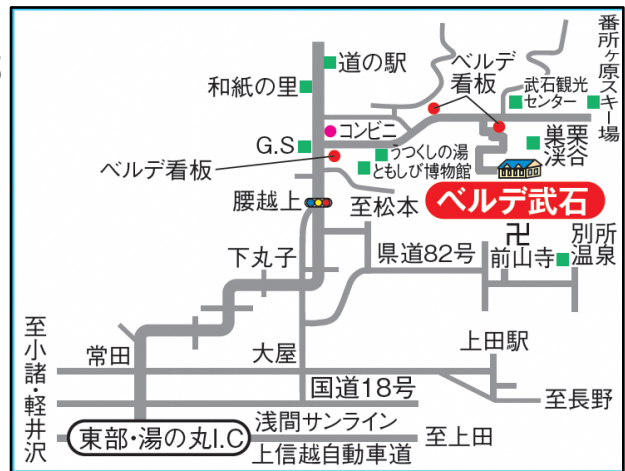 道の駅
和紙の里
ベルデ
看板
武石観光
センター
番所ヶ原スキー場
コンビニ
G.S
うつくしの湯
ともしび博物館
巣栗
渓谷
ベルデ看板
ベルデ武石
腰越上
至松本
卍
別所
温泉
前山寺
県道82号
下丸子
至小諸・軽井沢
常田
大屋
上田駅
国道18号
至長野
東部・湯の丸I.C
浅間サンライン
上信越自動車道
至上田